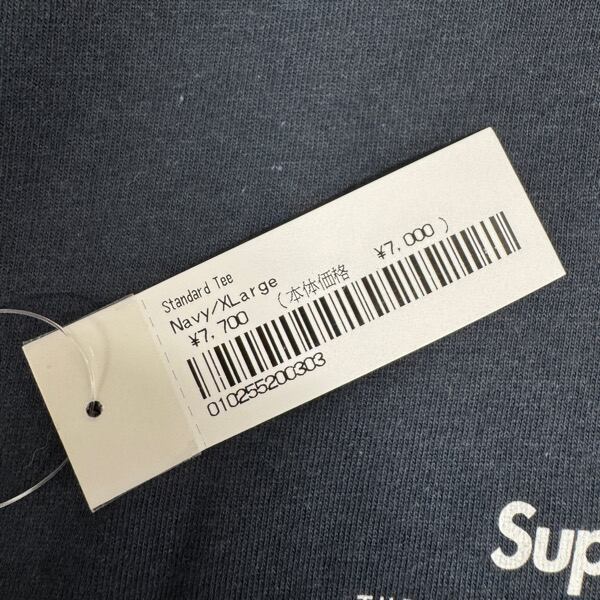 Standard Tee
Navy/XLarge
¥7,700 (本体価格 ¥7,000)
010255200303
Sup